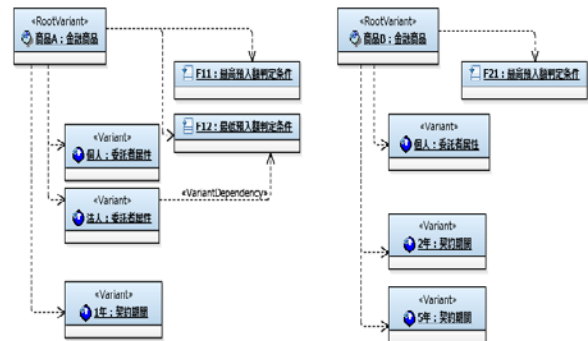 «RootVariant»
商品A：金融商品
F11：最高預入額判定条件
F12：最低預入額判定条件
«Variant»
個人：委託者属性
«Variant»
法人：委託者属性
«VariantDependency»
«Variant»
1年：契約期間
«RootVariant»
商品D：金融商品
F21：最高預入額判定条件
«Variant»
個人：委託者属性
«Variant»
2年：契約期間
«Variant»
5年：契約期間